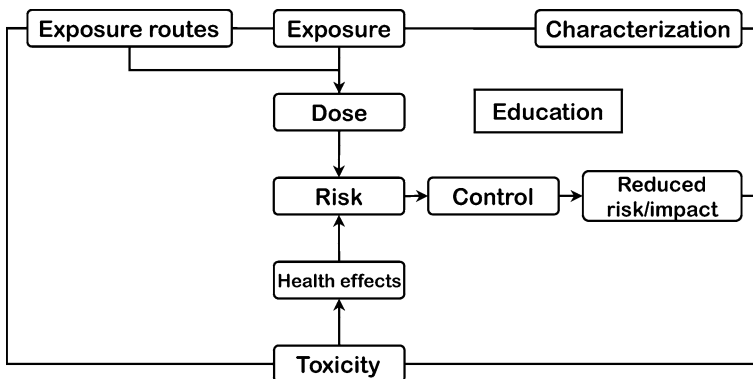 Exposure routes
Exposure
Characterization
Dose
Education
Risk
Control
Reduced
risk/impact
Health effects
Toxicity